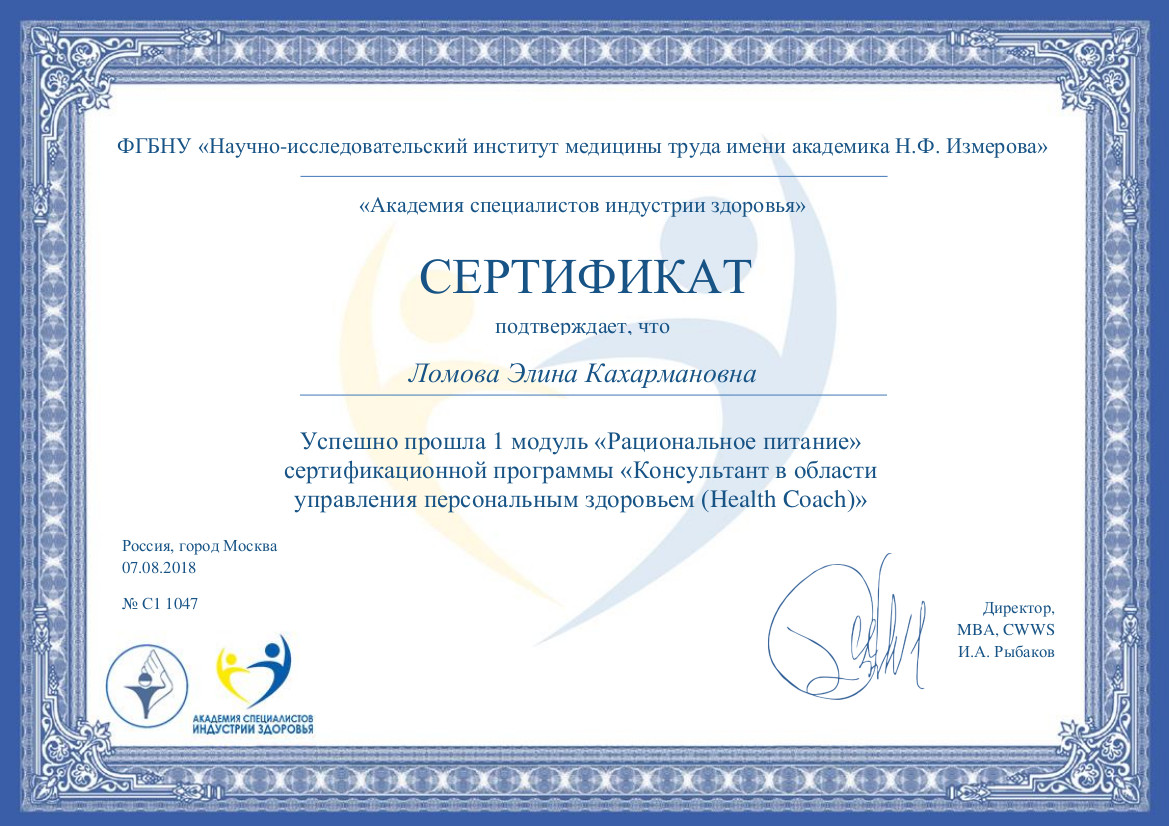 ФГБНУ «Научно-исследовательский институт медицины труда имени академика Н.Ф. Измерова»
«Академия специалистов индустрии здоровья»
СЕРТИФИКАТ
подтверждает, что
Ломова Элина Кахармановна
Успешно прошла 1 модуль «Рациональное питание»
сертификационной программы «Консультант в области
управления персональным здоровьем (Health Coach)»
Россия, город Москва
07.08.2018
№ С1 1047
Директор,
MBA, CWWS
И.А. Рыбаков
АКАДЕМИЯ СПЕЦИАЛИСТОВ
ИНДУСТРИИ ЗДОРОВЬЯ